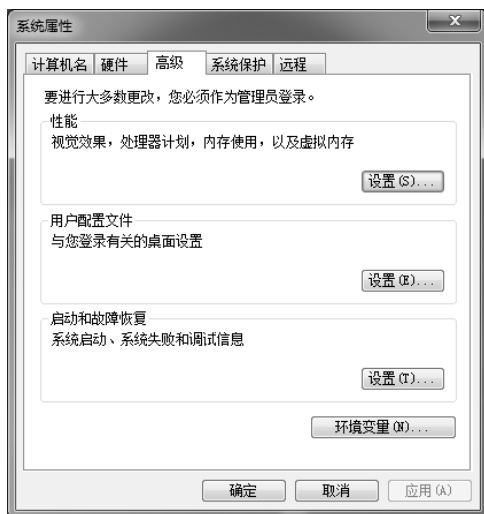 系统属性
计算机名 硬件 高级 系统保护 远程
要进行大多数更改，您必须作为管理员登录。
性能
视觉效果，处理器计划，内存使用，以及虚拟内存
设置(S)...
用户配置文件
与您登录有关的桌面设置
设置(E)...
启动和故障恢复
系统启动、系统失败和调试信息
设置(T)...
环境变量(N)...
确定 取消 应用(A)